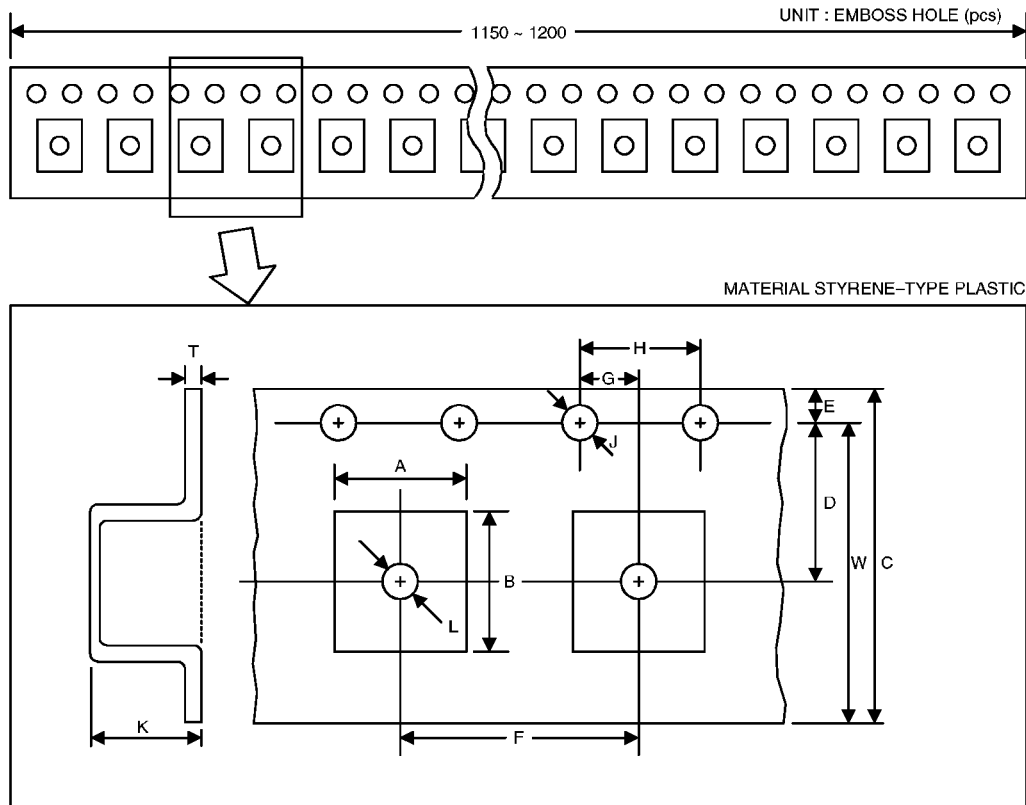 UNIT : EMBOSS HOLE (pcs)
1150 ~ 1200
MATERIAL STYRENE-TYPE PLASTIC
T
H
G
E
J
A
D
B
W
C
L
K
F